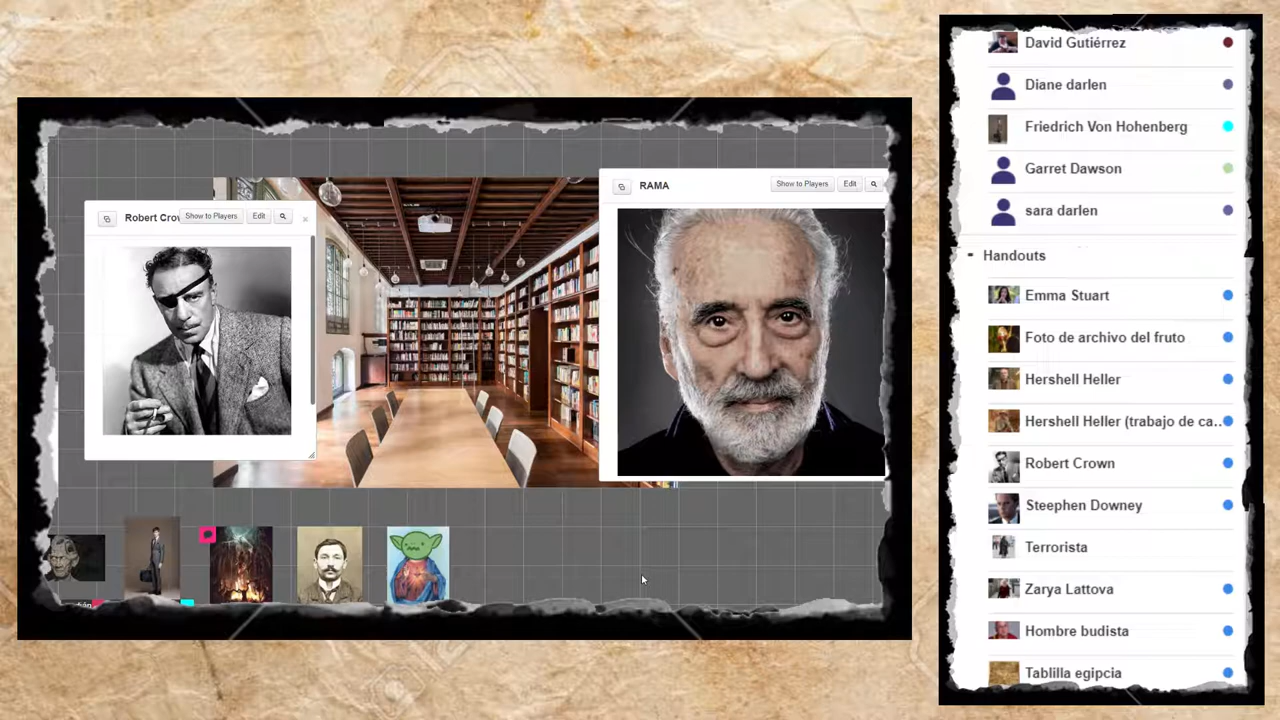 Robert Crow
Show to Players
Edit
RAMA
Show to Players
Edit
David Gutiérrez
Diane darlen
Friedrich Von Hohenberg
Garret Dawson
sara darlen
Handouts
Emma Stuart
Foto de archivo del fruto
Hershell Heller
Hershell Heller (trabajo de ca...
Robert Crown
Steephen Downey
Terrorista
Zarya Lattova
Hombre budista
Tablilla egipcia